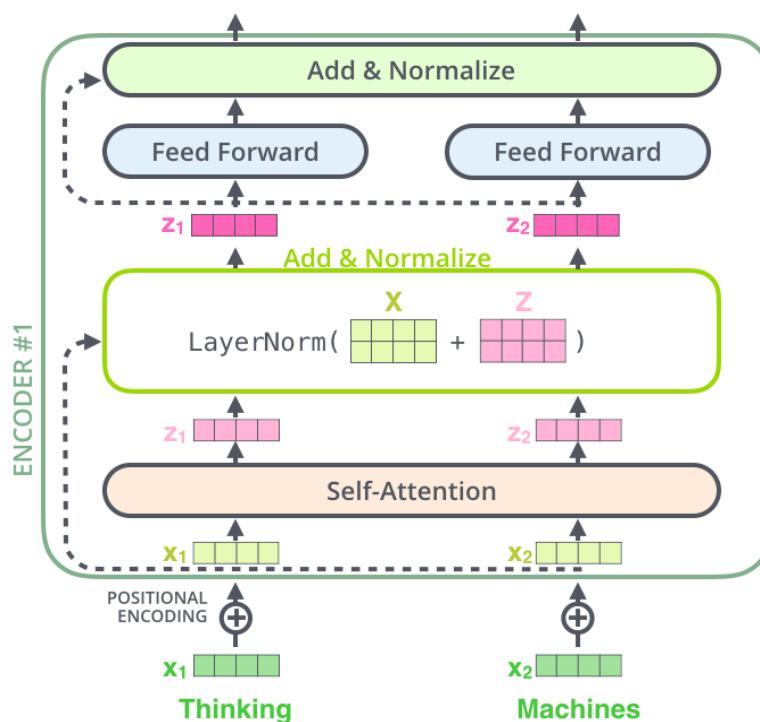 Add & Normalize
Feed Forward Feed Forward
z1 z2
Add & Normalize
X Z
LayerNorm( + )
ENCODER #1
z1 z2
Self-Attention
x1 x2
POSITIONAL
ENCODING
x1 x2
Thinking Machines